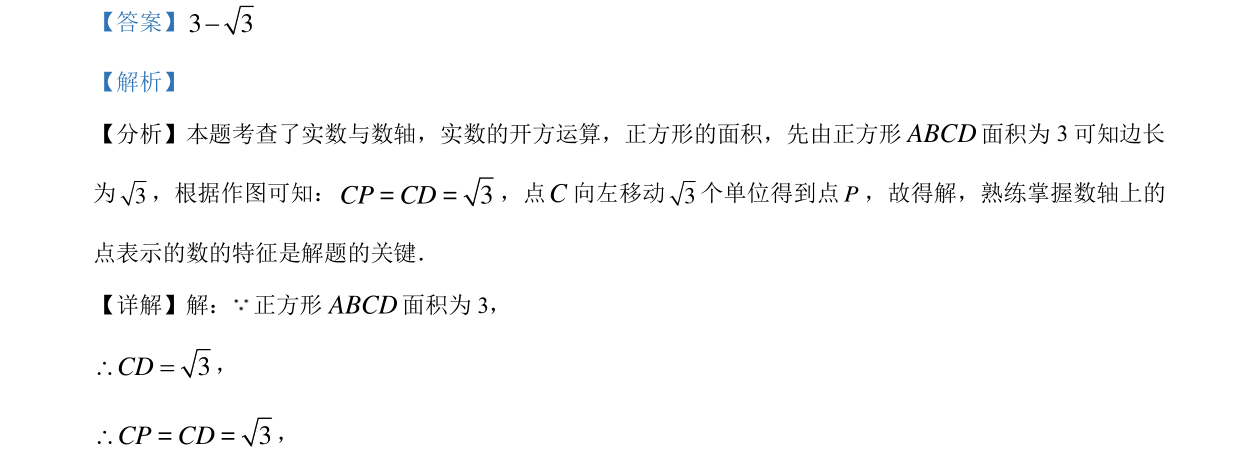 【答案】3−√3
【解析】
【分析】本题考查了实数与数轴，实数的开方运算，正方形的面积，先由正方形 ABCD 面积为 3 可知边长
为 √3 ，根据作图可知：CP = CD = √3 ，点 C 向左移动 √3 个单位得到点 P ，故得解，熟练掌握数轴上的
点表示的数的特征是解题的关键．
【详解】解：∵ 正方形 ABCD 面积为 3，
∴ CD = √3 ，
∴ CP = CD = √3 ，